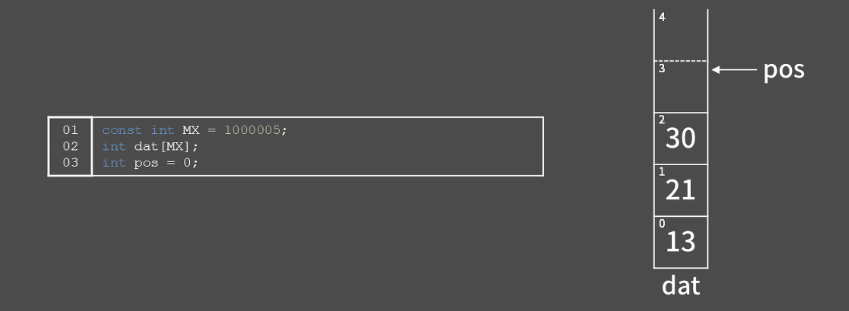 01 const int MX = 1000005;
02 int dat[MX];
03 int pos = 0;
4
3
pos
2
30
1
21
0
13
dat